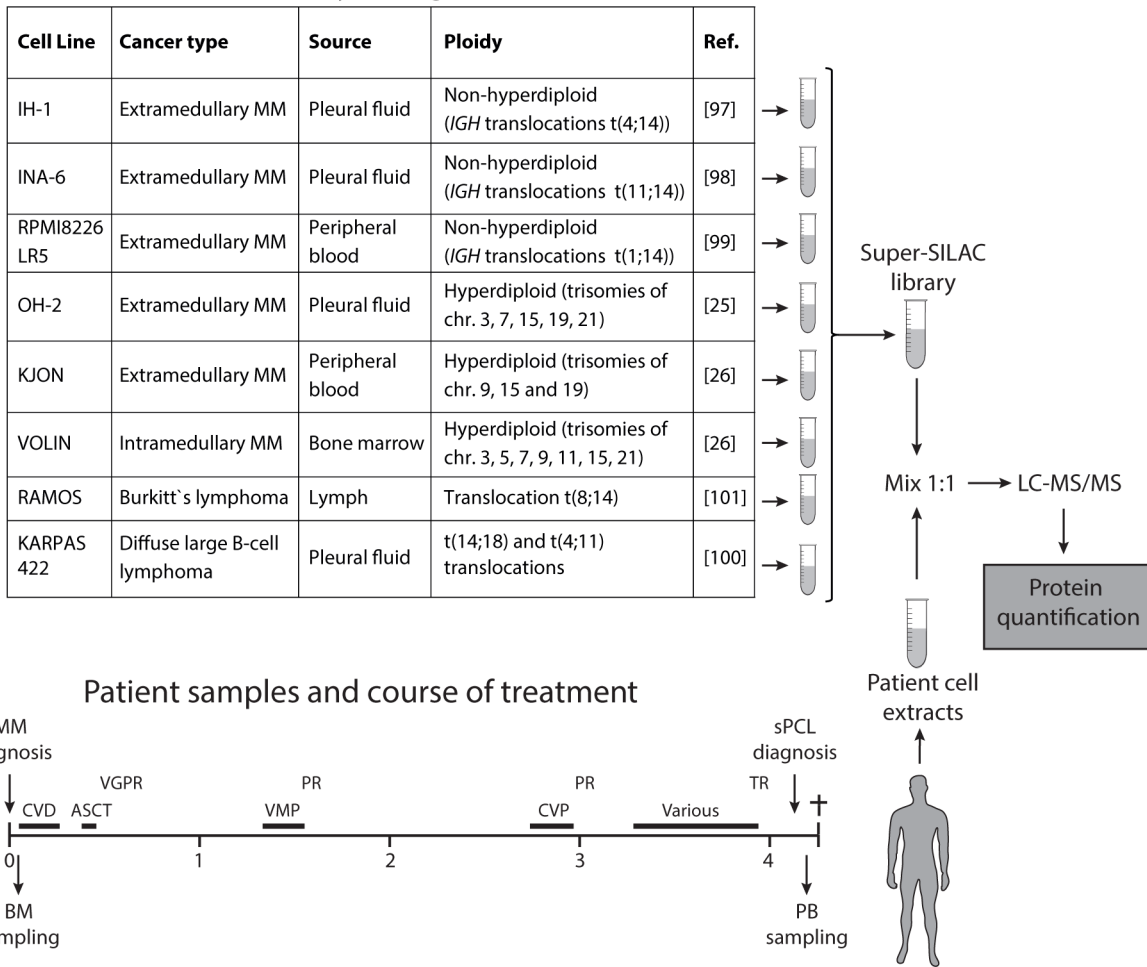 Cell Line Cancer type Source Ploidy Ref.
IH-1 Extramedullary MM Pleural fluid Non-hyperdiploid
(IGH translocations t(4;14)) [97]
INA-6 Extramedullary MM Pleural fluid Non-hyperdiploid
(IGH translocations t(11;14)) [98]
RPMI8226
LR5 Extramedullary MM Peripheral
blood Non-hyperdiploid
(IGH translocations t(1;14)) [99]
OH-2 Extramedullary MM Pleural fluid Hyperdiploid (trisomies of
chr. 3, 7, 15, 19, 21) [25]
KJON Extramedullary MM Peripheral
blood Hyperdiploid (trisomies of
chr. 9, 15 and 19) [26]
VOLIN Intramedullary MM Bone marrow Hyperdiploid (trisomies of
chr. 3, 5, 7, 9, 11, 15, 21) [26]
RAMOS Burkitt`s lymphoma Lymph Translocation t(8;14) [101]
KARPAS
422 Diffuse large B-cell
lymphoma Pleural fluid t(14;18) and t(4;11)
translocations [100]
Super-SILAC
library
Mix 1:1 LC-MS/MS
Protein
quantification
Patient cell
extracts
Patient samples and course of treatment
MM
gnosis
sPCL
diagnosis
VGPR PR PR TR
CVD ASCT VMP CVP Various
0 1 2 3 4
BM
mpling
PB
sampling